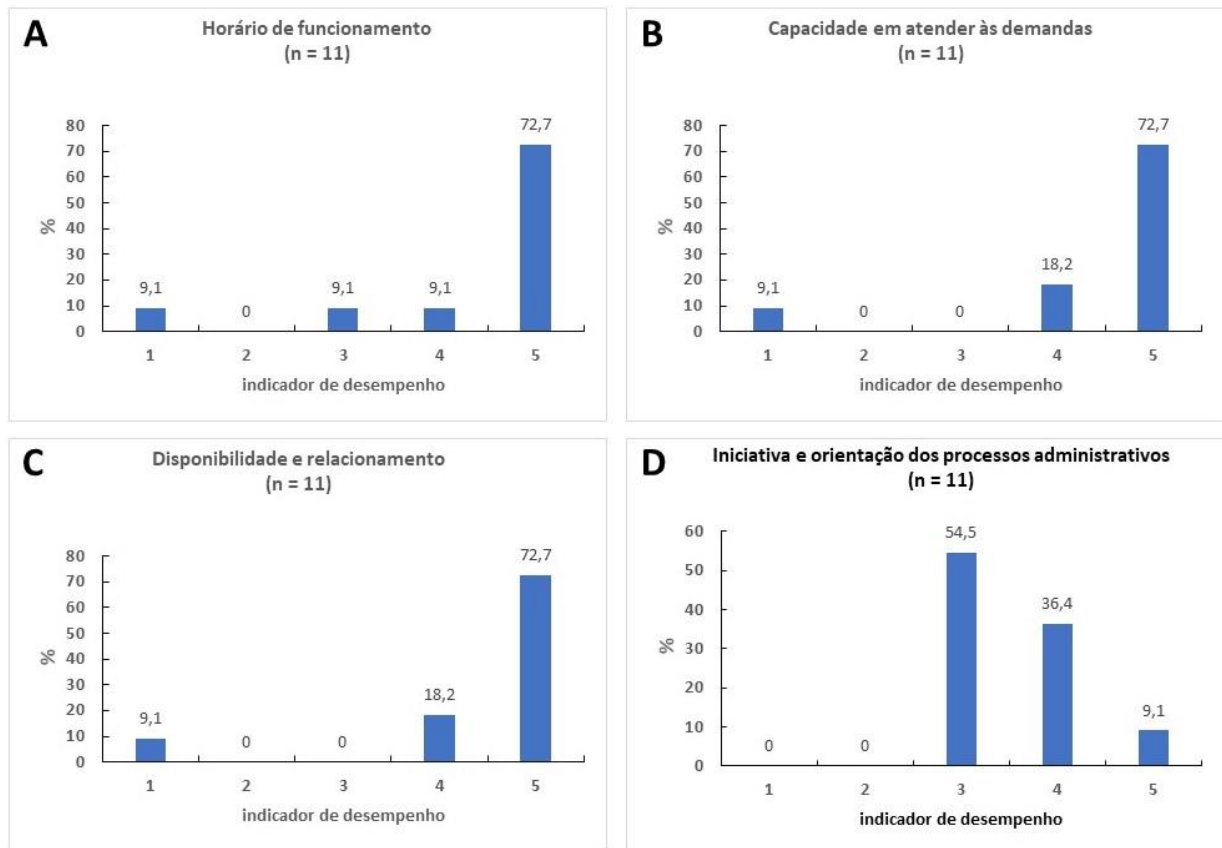 A
Horário de funcionamento
(n = 11)
80
70
60
50
40
30
20
10
0
%
9,1
0
9,1
9,1
72,7
1 2 3 4 5
indicador de desempenho
B
Capacidade em atender às demandas
(n = 11)
80
70
60
50
40
30
20
10
0
%
9,1
0
0
18,2
72,7
1 2 3 4 5
indicador de desempenho
C
Disponibilidade e relacionamento
(n = 11)
80
70
60
50
40
30
20
10
0
%
9,1
0
0
18,2
72,7
1 2 3 4 5
indicador de desempenho
D
Iniciativa e orientação dos processos administrativos
(n = 11)
60
50
40
30
20
10
0
%
0
0
54,5
36,4
9,1
1 2 3 4 5
indicador de desempenho